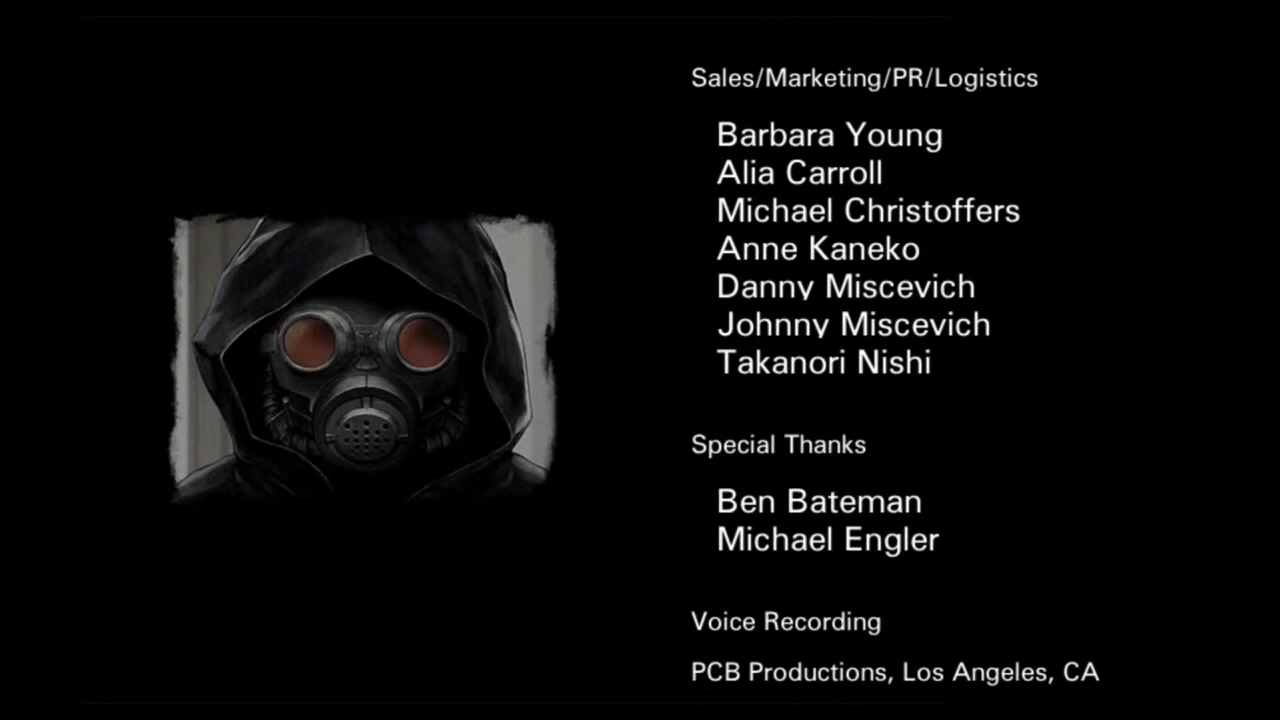 Sales/Marketing/PR/Logistics
Barbara Young
Alia Carroll
Michael Christoffers
Anne Kaneko
Danny Miscevich
Johnny Miscevich
Takanori Nishi
Special Thanks
Ben Bateman
Michael Engler
Voice Recording
PCB Productions, Los Angeles, CA